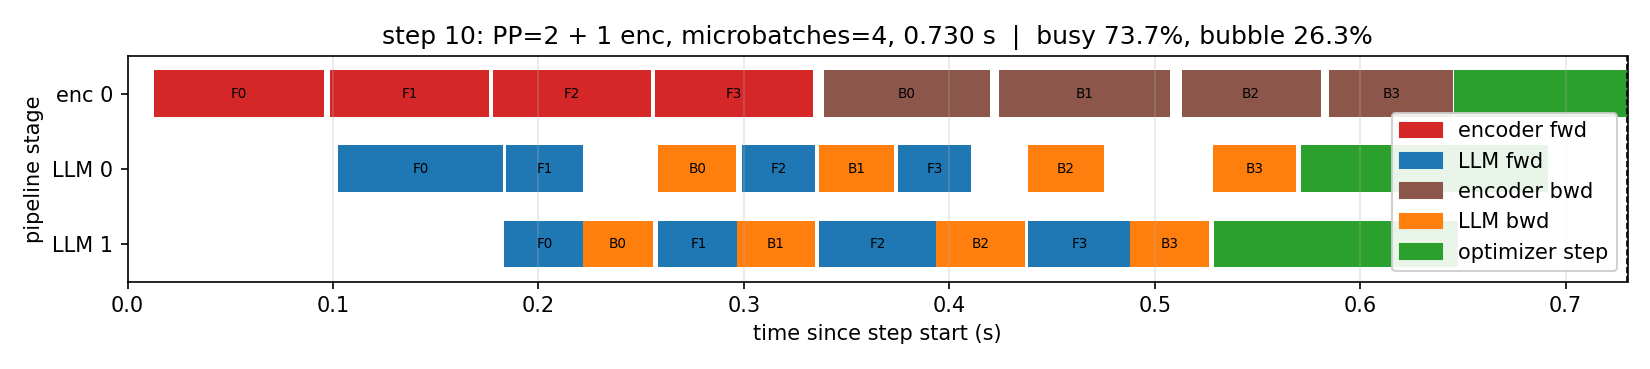 step 10: PP=2 + 1 enc, microbatches=4, 0.730 s | busy 73.7%, bubble 26.3%
pipeline stage
enc 0
F0 F1 F2 F3 B0 B1 B2 B3
LLM 0
F0 F1 B0 F2 B1 F3 B2 B3
LLM 1
F0 B0 F1 B1 F2 B2 F3 B3
encoder fwd
LLM fwd
encoder bwd
LLM bwd
optimizer step
0.0 0.1 0.2 0.3 0.4 0.5 0.6 0.7
time since step start (s)